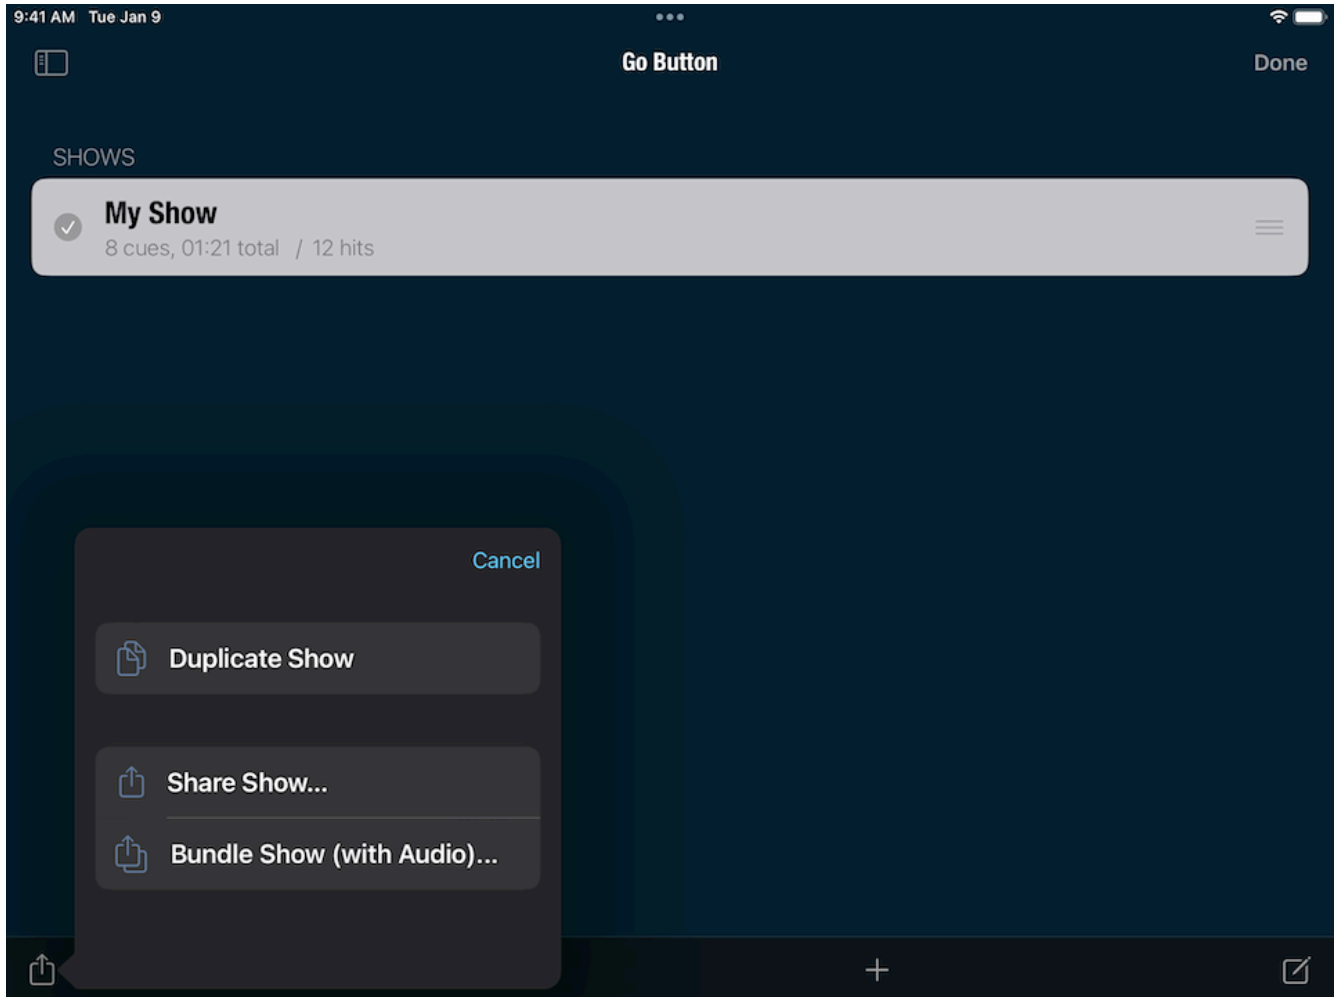 9:41 AM Tue Jan 9
Go Button
Done
SHOWS
My Show
8 cues, 01:21 total / 12 hits
Cancel
Duplicate Show
Share Show...
Bundle Show (with Audio)...